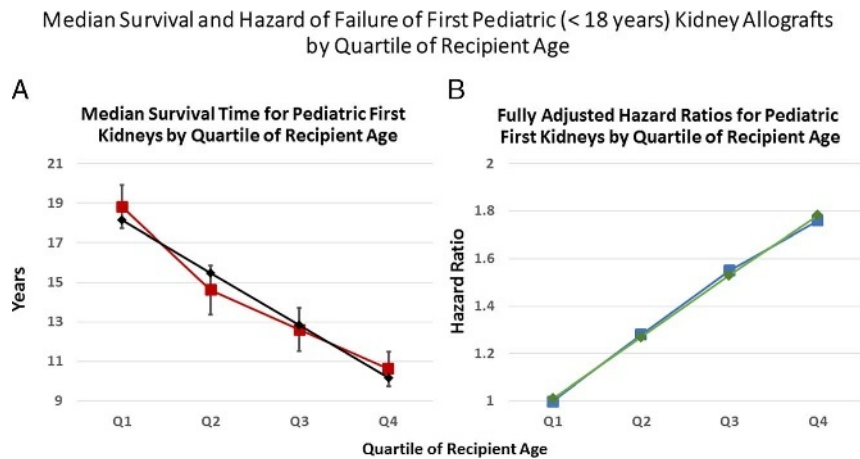 Median Survival and Hazard of Failure of First Pediatric (< 18 years) Kidney Allografts
by Quartile of Recipient Age
A
Median Survival Time for Pediatric First
Kidneys by Quartile of Recipient Age
21
19
17
15
13
11
9
Years
Q1 Q2 Q3 Q4
B
Fully Adjusted Hazard Ratios for Pediatric
First Kidneys by Quartile of Recipient Age
2
1.8
1.6
1.4
1.2
1
Hazard Ratio
Q1 Q2 Q3 Q4
Quartile of Recipient Age